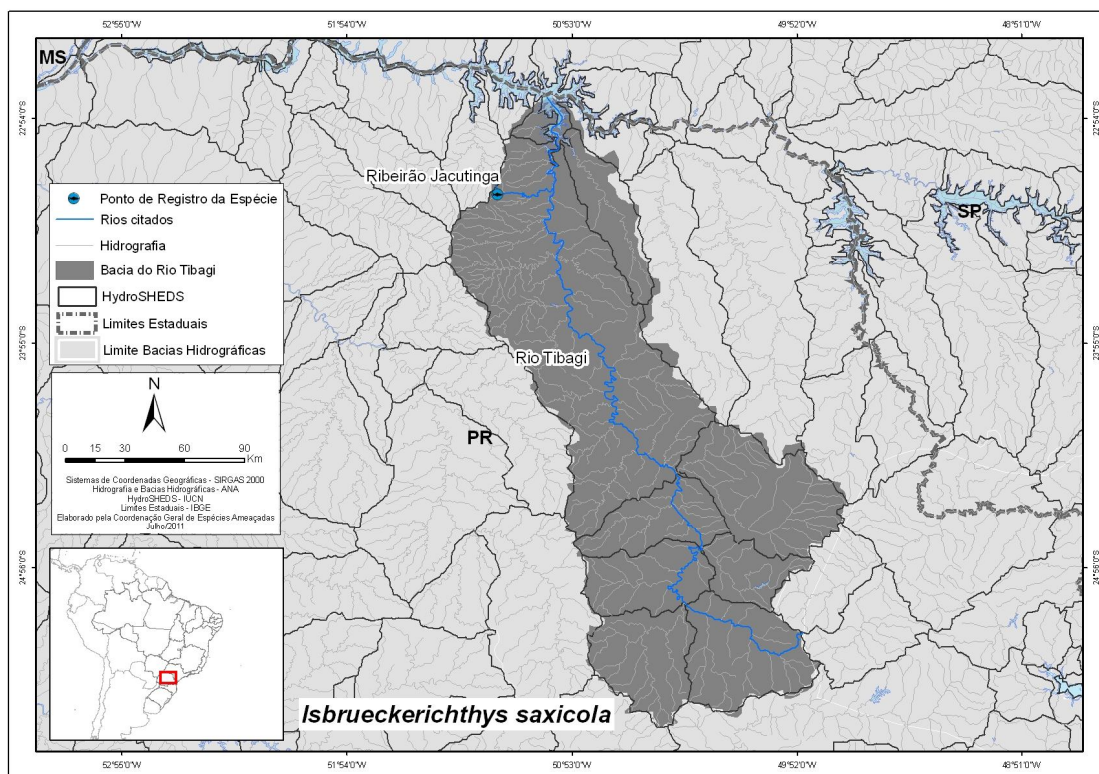 52°55'0"W 51°54'0"W 50°53'0"W 49°52'0"W 48°51'0"W
MS
22°54'0"S 22°54'0"S
Ribeirão Jacutinga
Ponto de Registro da Espécie
Rios citados
Hidrografia
Bacia do Rio Tibagi
HydroSHEDS
Limites Estaduais
Limite Bacias Hidrográficas
SP
23°55'0"S 23°55'0"S
Rio Tibagi
N
0 15 30 60 90
Km
Sistemas de Coordenadas Geográficas - SIRGAS 2000
Hidrografia e Bacias Hidrográficas - ANA
HydroSHEDS - IUCN
Limites Estaduais - IBGE
Elaborado pela Coordenação Geral de Espécies Ameaçadas
Julho/2011
PR
24°56'0"S 24°56'0"S
Isbrueckerichthys saxicola
52°55'0"W 51°54'0"W 50°53'0"W 49°52'0"W 48°51'0"W